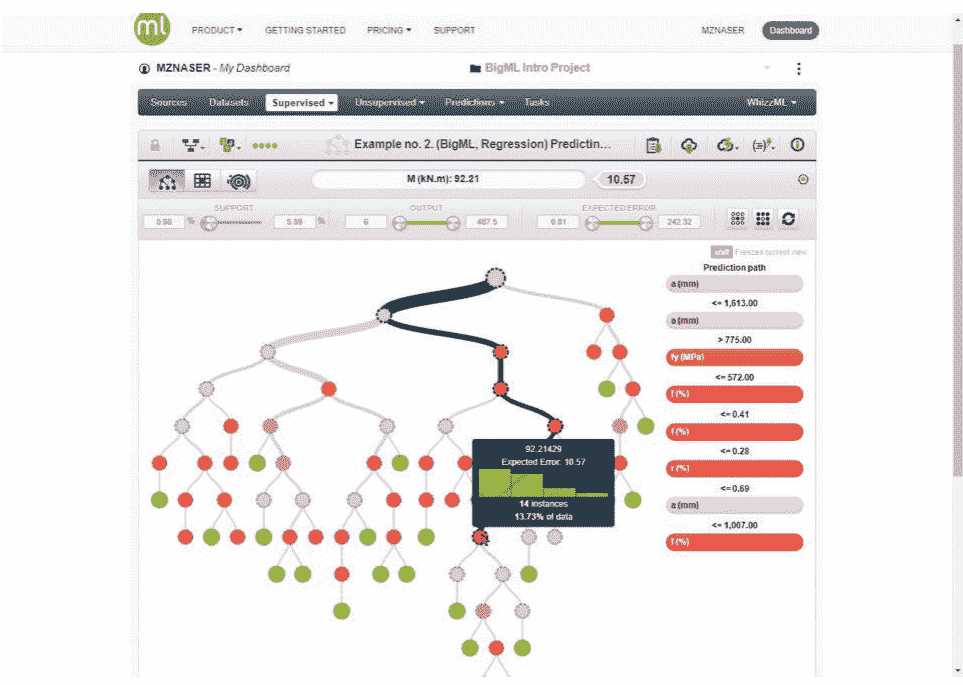 ml PRODUCT GETTING STARTED PRICING SUPPORT MZNASER Dashboard
MZNASER - My Dashboard BigML Intro Project
Sources Datasets Supervised Unsupervised Predictions Tasks WhizzML
Example no. 2. (BigML, Regression) Predictin...
M (kN.m): 92.21 10.57
SUPPORT OUTPUT EXPECTED ERROR
0.98 % 5.89 % 6 487.5 0.81 242.32
shift Freezes current view
Prediction path
a (mm)
<= 1,613.00
a (mm)
> 775.00
fy (MPa)
<= 572.00
f (%)
<= 0.41
f (%)
<= 0.28
r (%)
<= 0.69
a (mm)
<= 1,007.00
f (%)
92.21429
Expected Error: 10.57
14 instances
13.73% of data